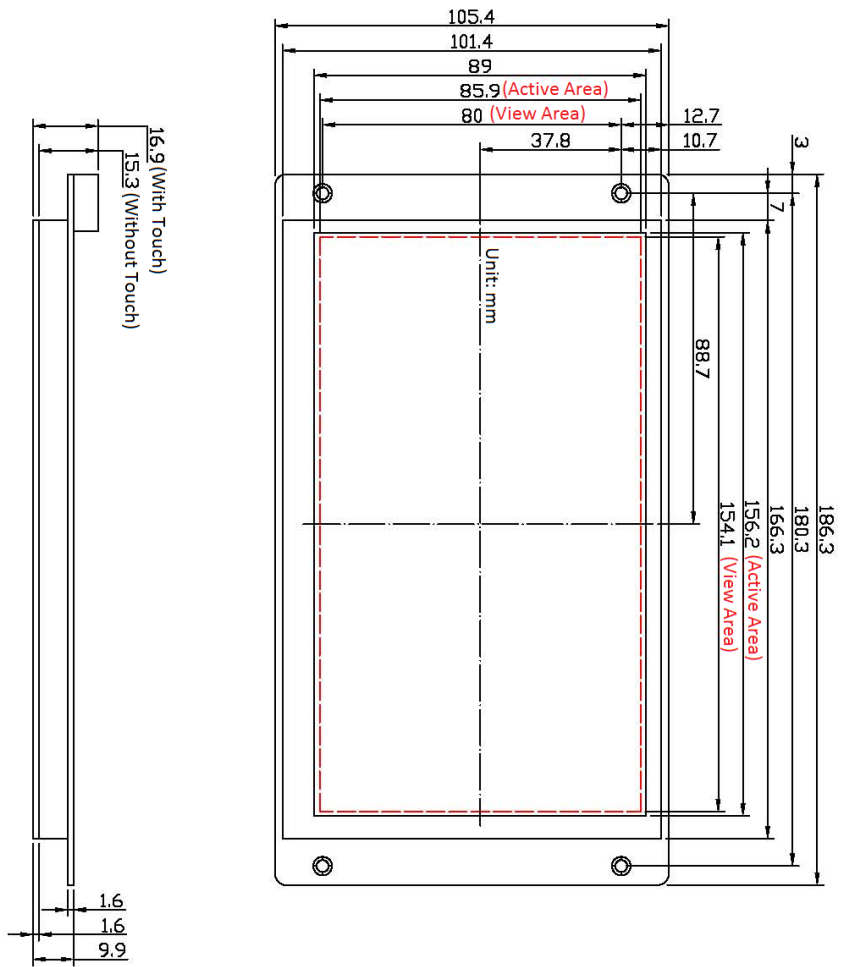 105.4
101.4
89
85.9 (Active Area)
80 (View Area)
12.7
37.8
10.7
3
7
16.9 (With Touch)
15.3 (Without Touch)
Unit: mm
88.7
154.1 (View Area)
156.2 (Active Area)
166.3
180.3
186.3
1.6
1.6
9.9